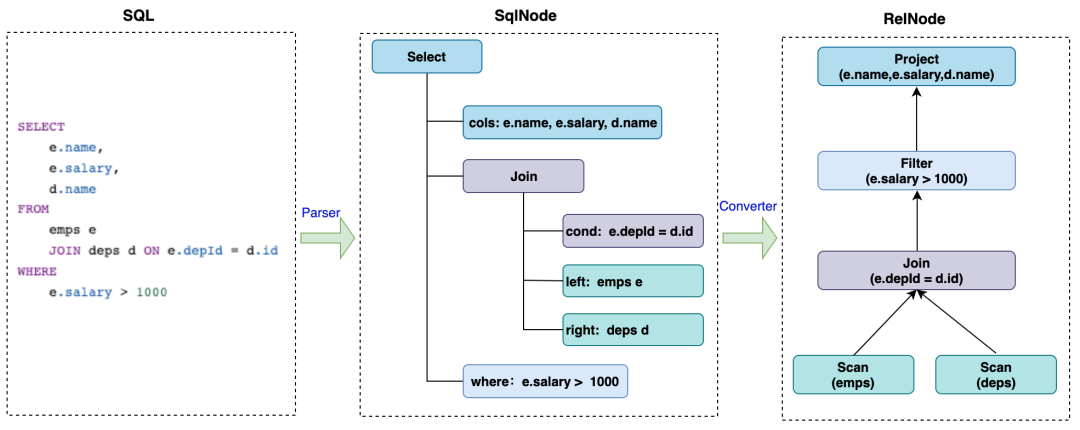 SQL
SELECT
e.name,
e.salary,
d.name
FROM
emps e
JOIN deps d ON e.depId = d.id
WHERE
e.salary > 1000
Parser
SqlNode
Select
cols: e.name, e.salary, d.name
Join
cond: e.depId = d.id
left: emps e
right: deps d
where: e.salary > 1000
Converter
RelNode
Project
(e.name,e.salary,d.name)
Filter
(e.salary > 1000)
Join
(e.depId = d.id)
Scan
(emps)
Scan
(deps)